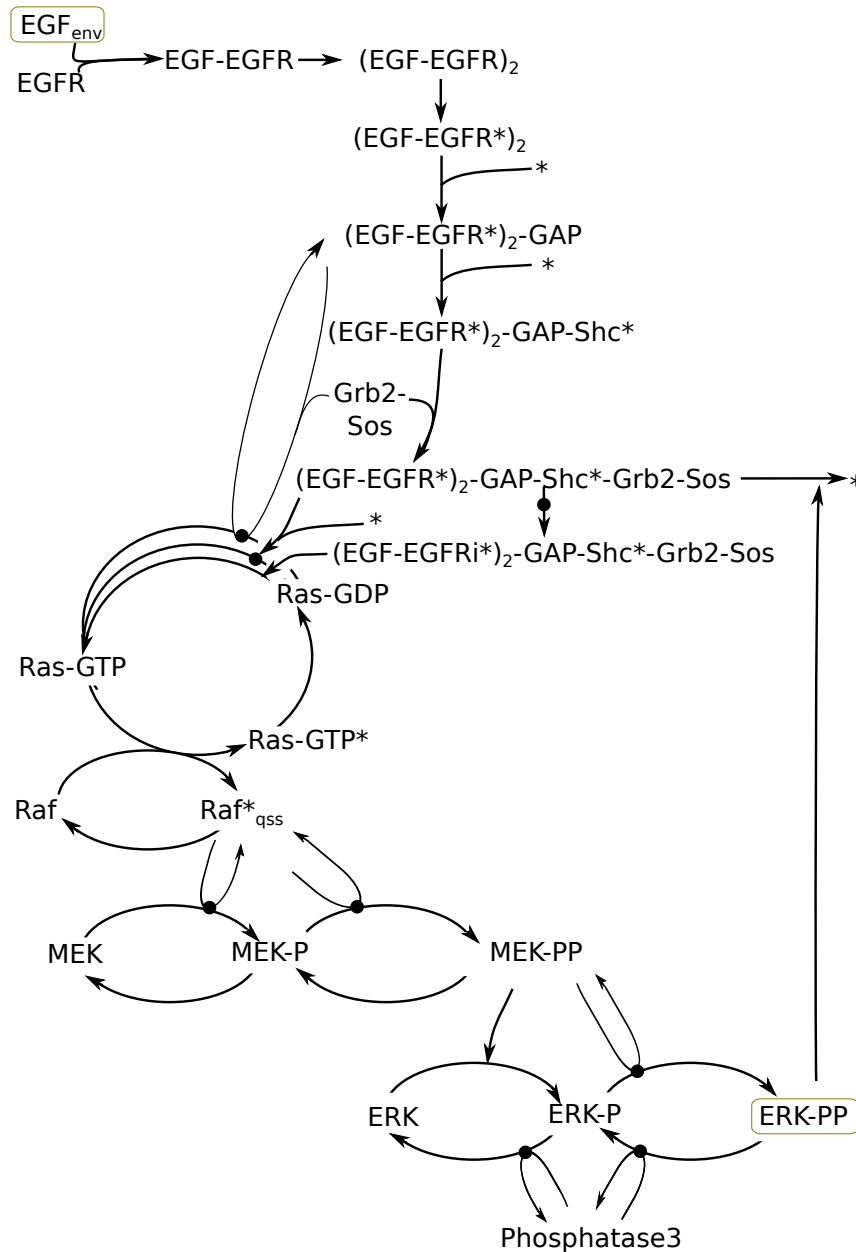 EGFenv
EGFR
EGF-EGFR
(EGF-EGFR)2
(EGF-EGFR*)2
*
(EGF-EGFR*)2-GAP
*
(EGF-EGFR*)2-GAP-Shc*
Grb2-
Sos
(EGF-EGFR*)2-GAP-Shc*-Grb2-Sos
*
*
(EGF-EGFRi*)2-GAP-Shc*-Grb2-Sos
Ras-GDP
Ras-GTP
Ras-GTP*
Raf
Raf*qss
MEK
MEK-P
MEK-PP
ERK
ERK-P
ERK-PP
Phosphatase3